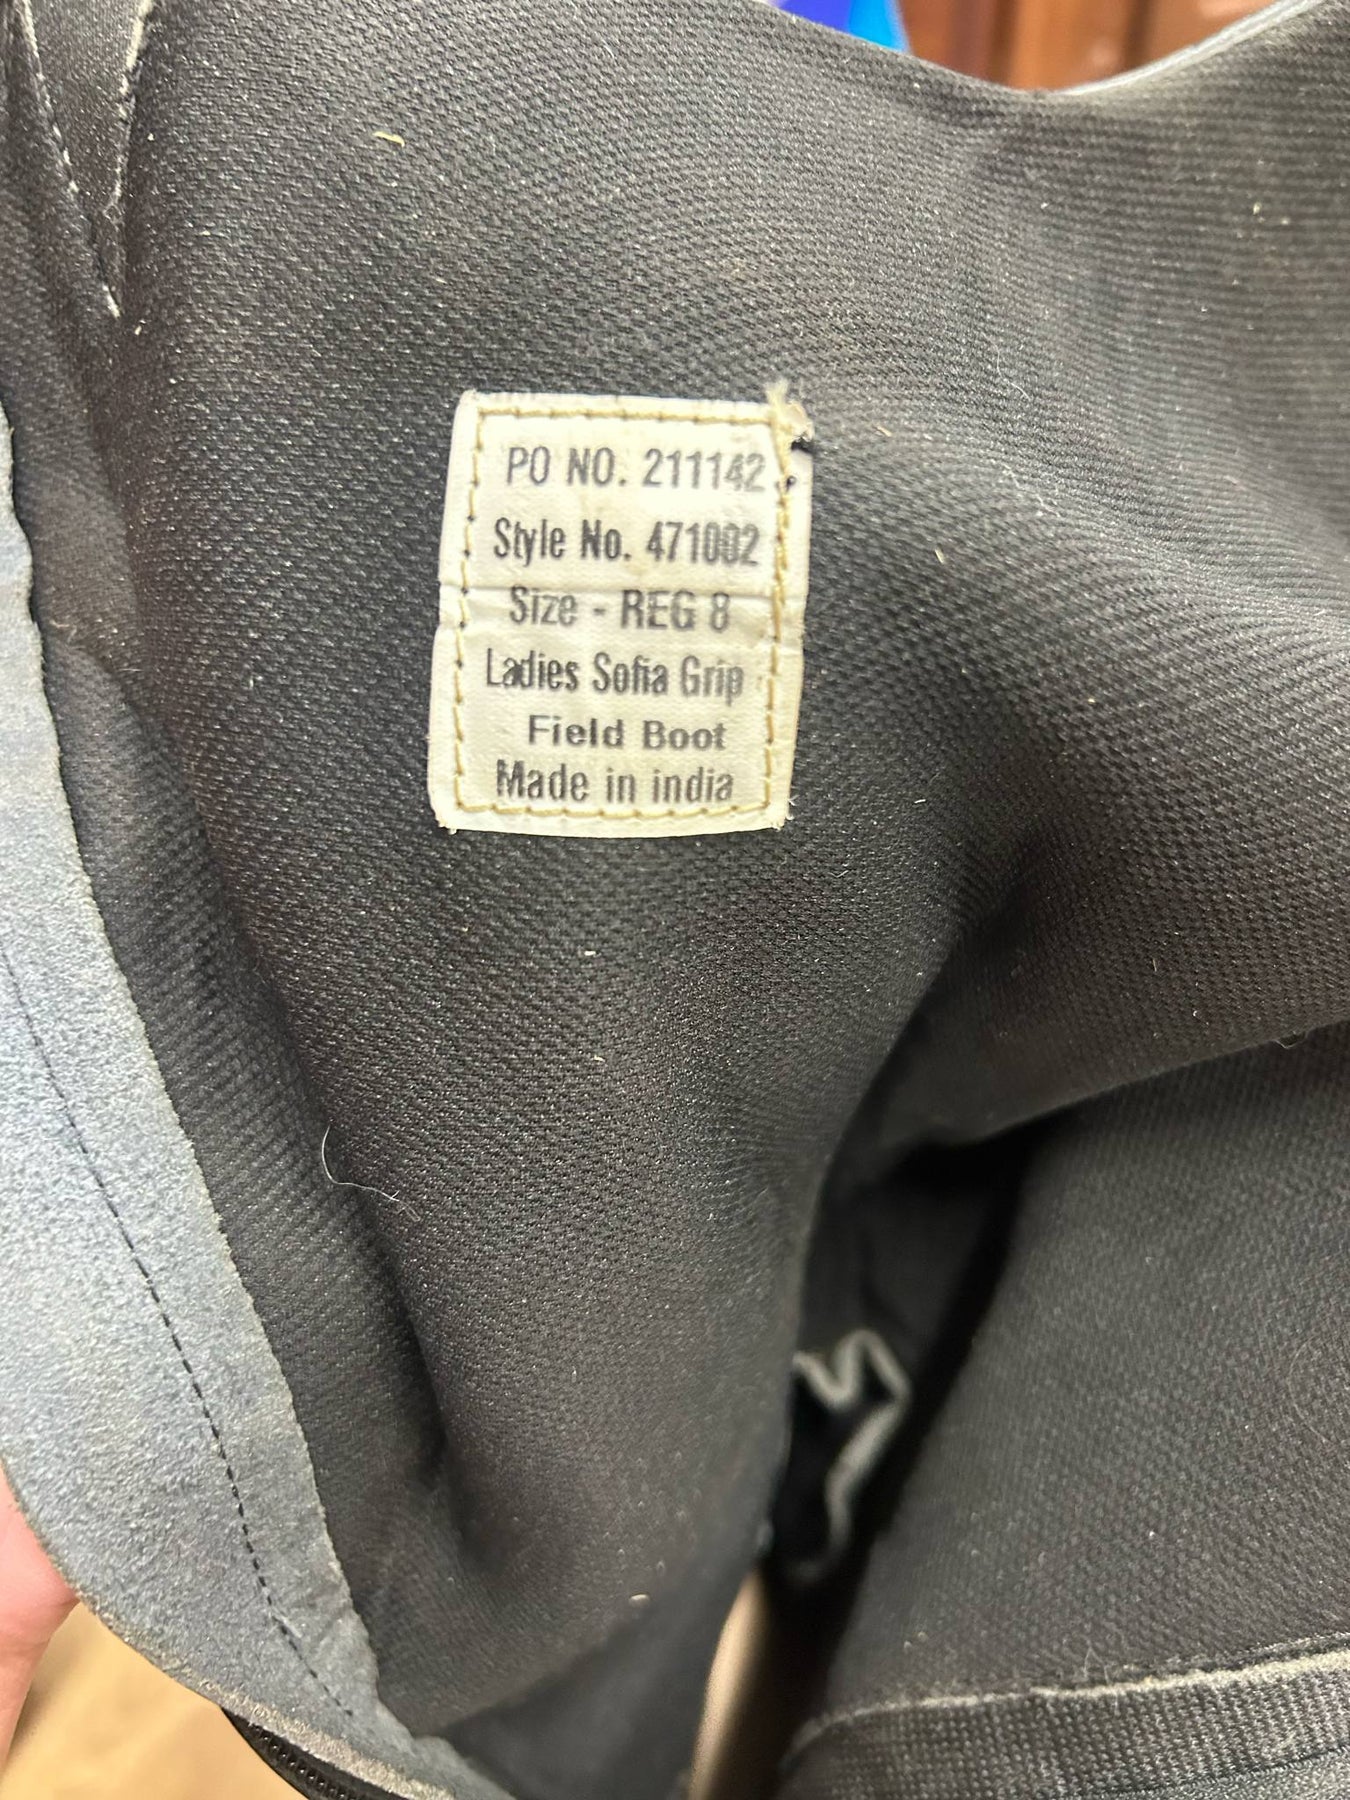 PO NO. 211142
Style No. 471002
Size - REG 8
Ladies Sofia Grip
Field Boot
Made in india